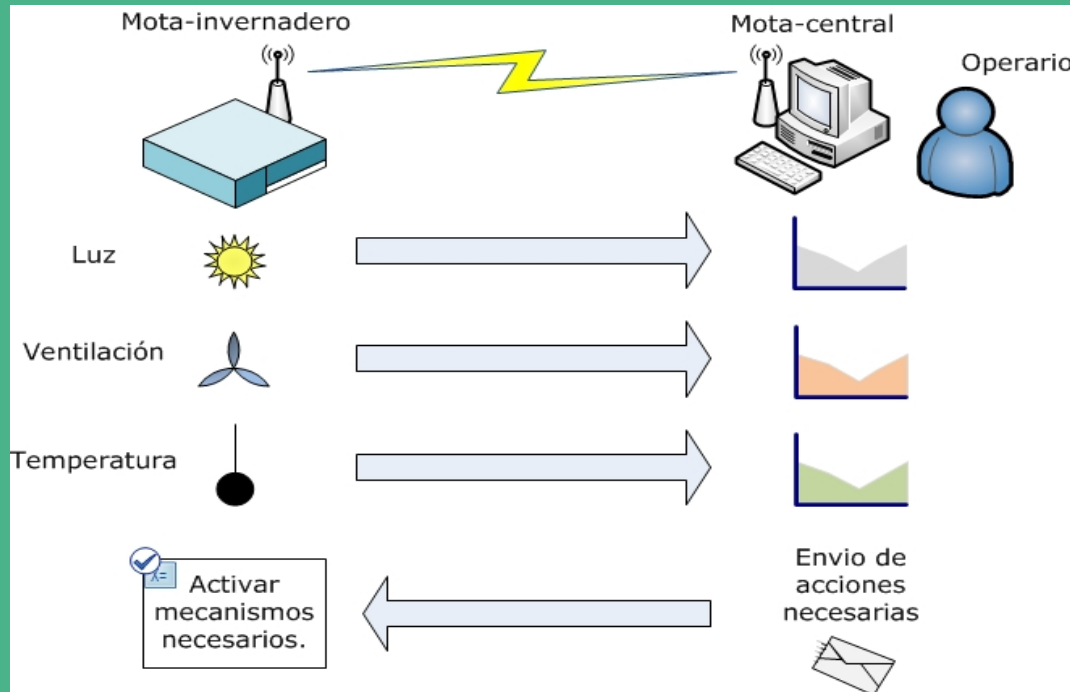 Mota-invernadero
Mota-central
Operario
Luz
Ventilación
Temperatura
Activar
mecanismos
necesarios.
Envio de
acciones
necesarias